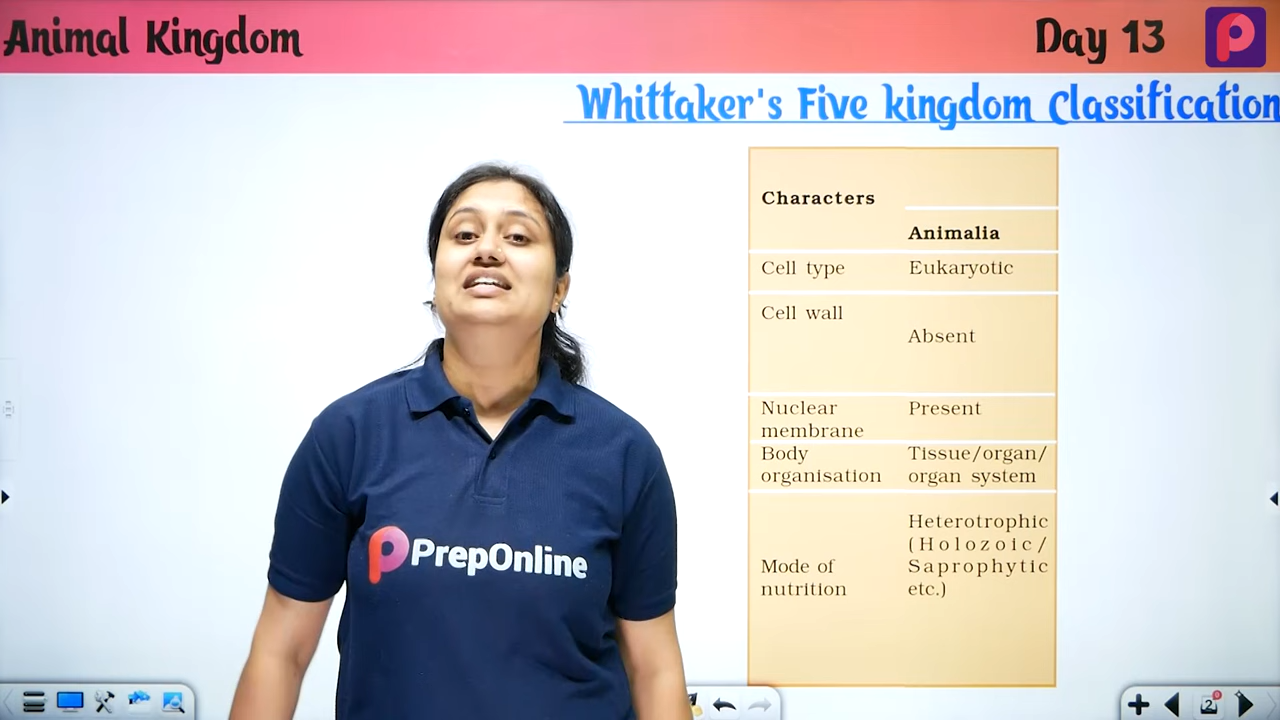 Animal Kingdom
Day 13
Whittaker's Five kingdom Classification
Characters
Animalia
Cell type Eukaryotic
Cell wall
Absent
Nuclear Present
membrane
Body Tissue/organ/
organisation organ system
Heterotrophic
(Holozoic/
Mode of Saprophytic
nutrition etc.)
PrepOnline
2